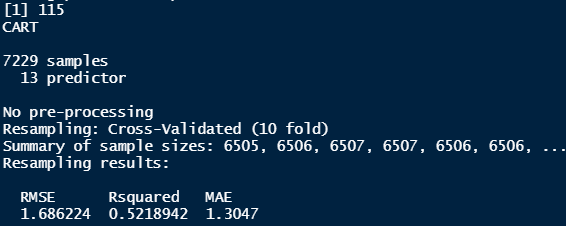 [1] 115
CART
7229 samples
13 predictor
No pre-processing
Resampling: Cross-Validated (10 fold)
Summary of sample sizes: 6505, 6506, 6507, 6507, 6506, 6506, ...
Resampling results:
RMSE Rsquared MAE
1.686224 0.5218942 1.3047